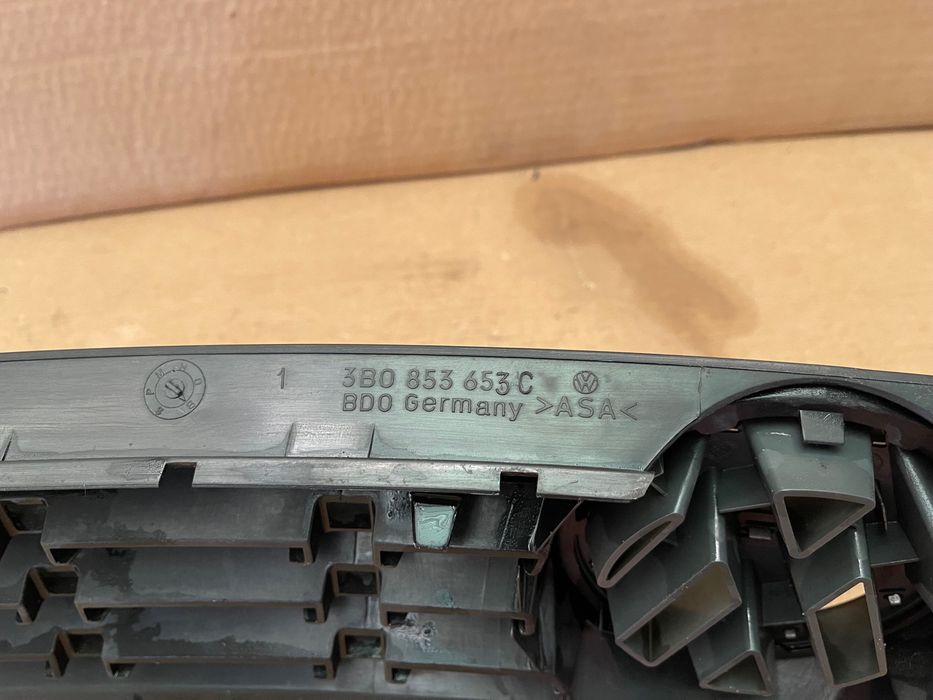 1
3B0 853 653 C
BDO Germany >ASA<